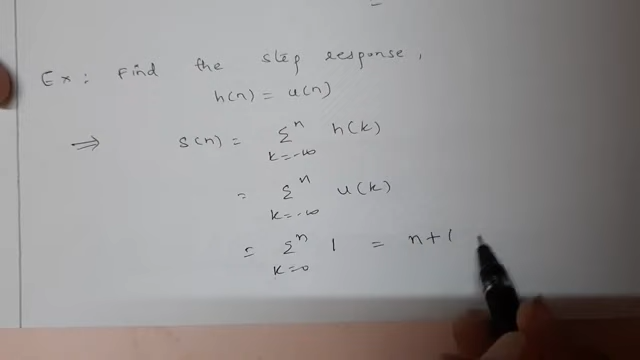 Ex: Find the step response,
h(n) = u(n)
⇒ s(n) = Σ^n_{k=-∞} h(k)
= Σ^n_{k=-∞} u(k)
= Σ^n_{k=0} 1 = n+1